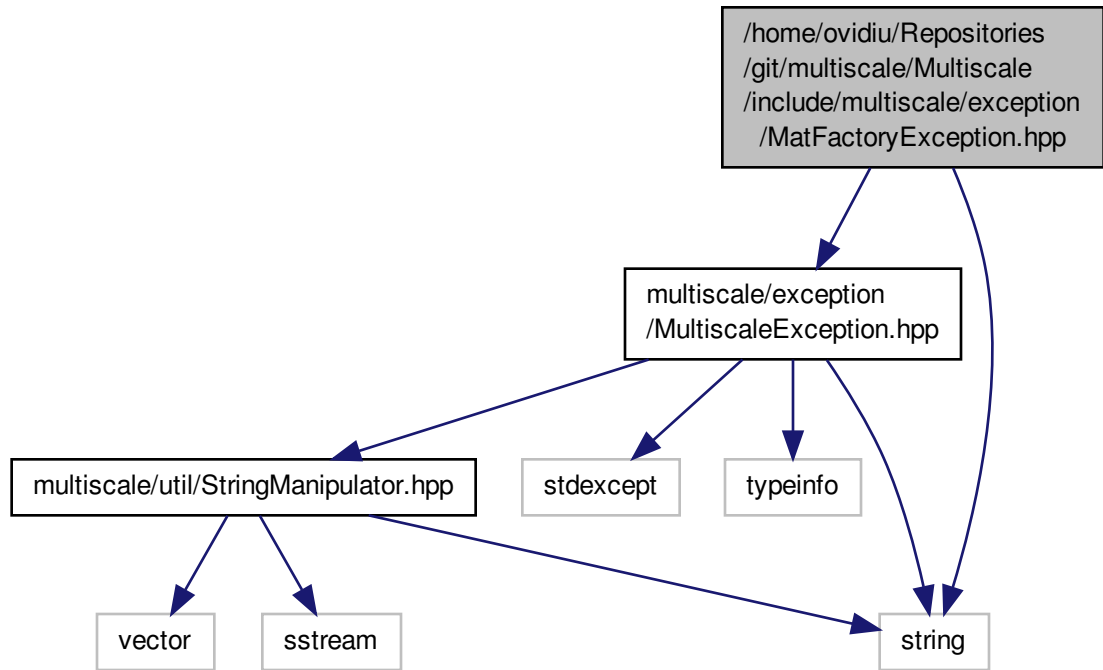 /home/ovidiu/Repositories
/git/multiscale/Multiscale
/include/multiscale/exception
/MatFactoryException.hpp
multiscale/exception
/MultiscaleException.hpp
multiscale/util/StringManipulator.hpp
stdexcept
typeinfo
vector
sstream
string